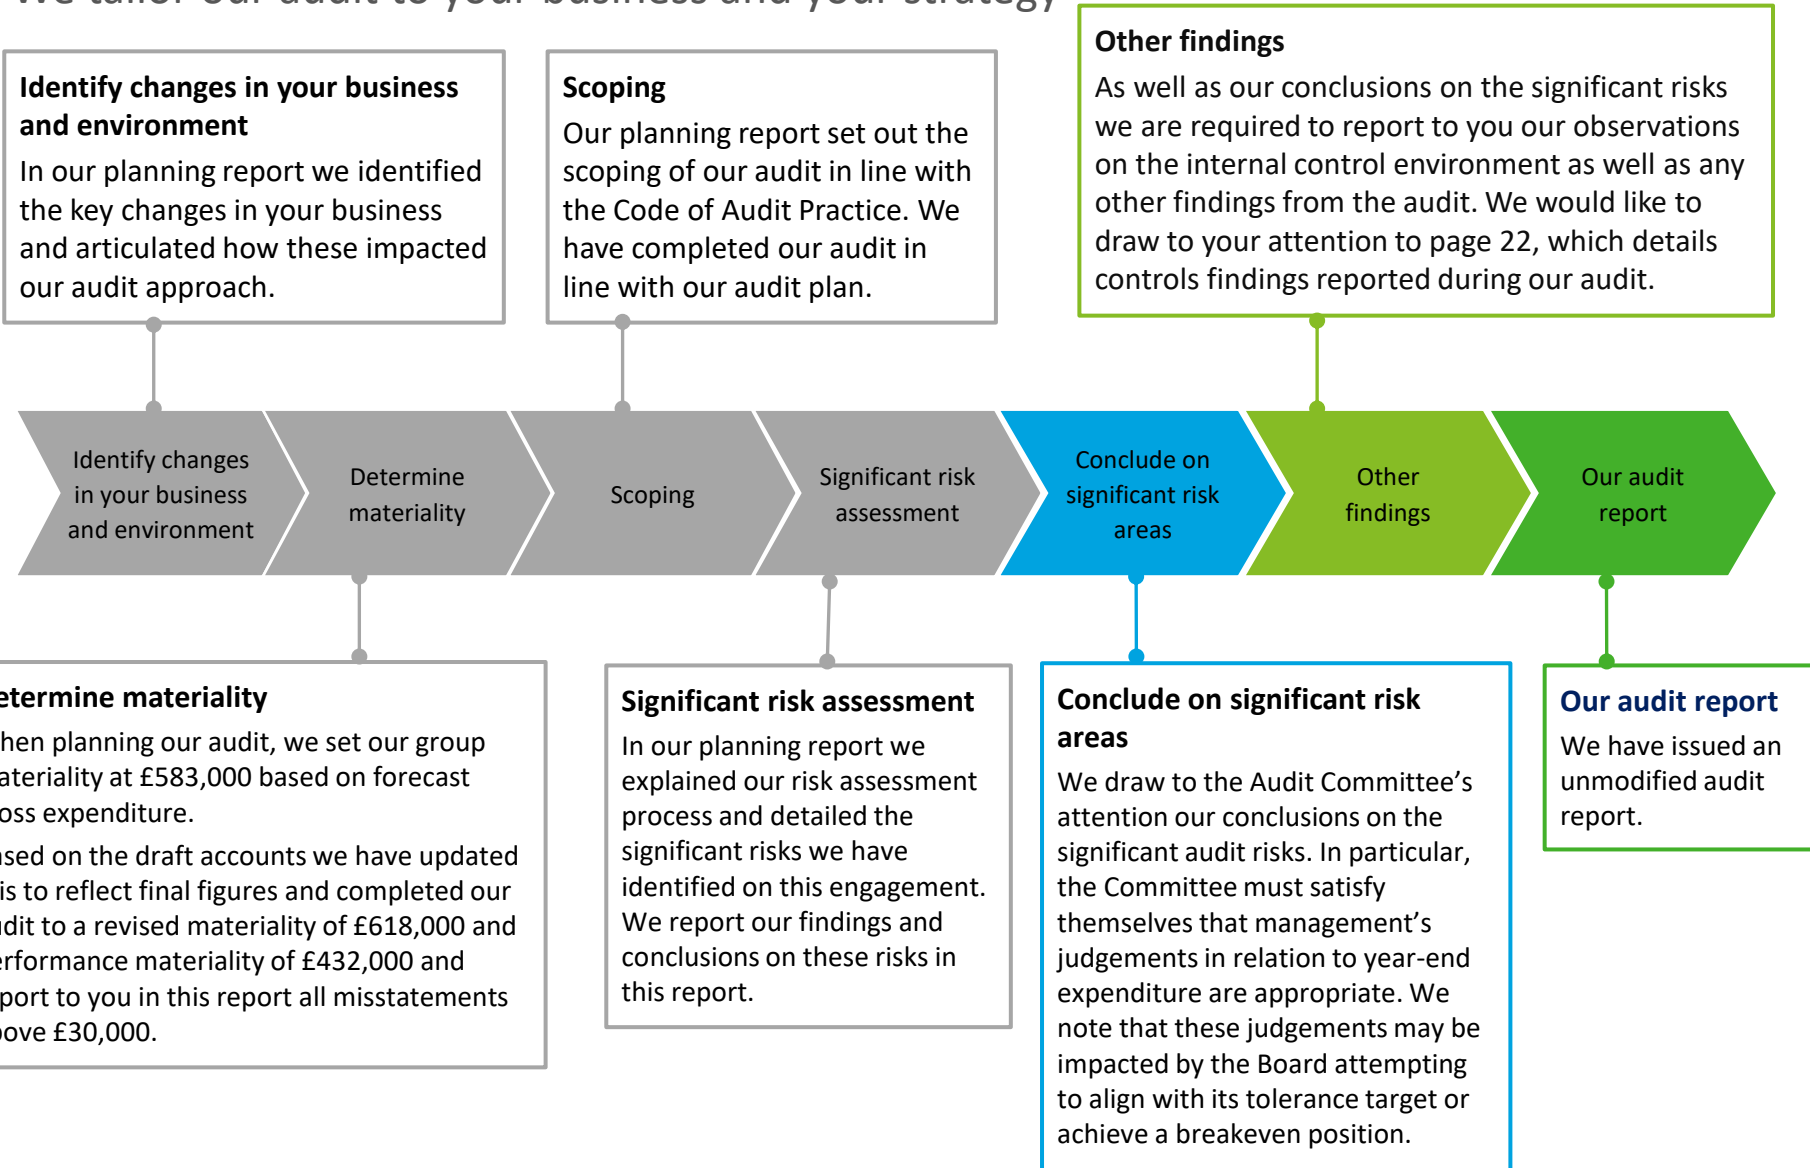 We tailor our audit to your business and your strategy
Identify changes in your business
and environment
In our planning report we identified
the key changes in your business
and articulated how these impacted
our audit approach.
Scoping
Our planning report set out the
scoping of our audit in line with
the Code of Audit Practice. We
have completed our audit in
line with our audit plan.
Other findings
As well as our conclusions on the significant risks
we are required to report to you our observations
on the internal control environment as well as any
other findings from the audit. We would like to
draw to your attention to page 22, which details
controls findings reported during our audit.
Identify changes
in your business
and environment
Determine
materiality
Scoping
Significant risk
assessment
Conclude on
significant risk
areas
Other
findings
Our audit
report
etermine materiality
hen planning our audit, we set our group
ateriality at £583,000 based on forecast
oss expenditure.
ased on the draft accounts we have updated
is to reflect final figures and completed our
udit to a revised materiality of £618,000 and
erformance materiality of £432,000 and
port to you in this report all misstatements
bove £30,000.
Significant risk assessment
In our planning report we
explained our risk assessment
process and detailed the
significant risks we have
identified on this engagement.
We report our findings and
conclusions on these risks in
this report.
Conclude on significant risk
areas
We draw to the Audit Committee’s
attention our conclusions on the
significant audit risks. In particular,
the Committee must satisfy
themselves that management’s
judgements in relation to year-end
expenditure are appropriate. We
note that these judgements may be
impacted by the Board attempting
to align with its tolerance target or
achieve a breakeven position.
Our audit report
We have issued an
unmodified audit
report.